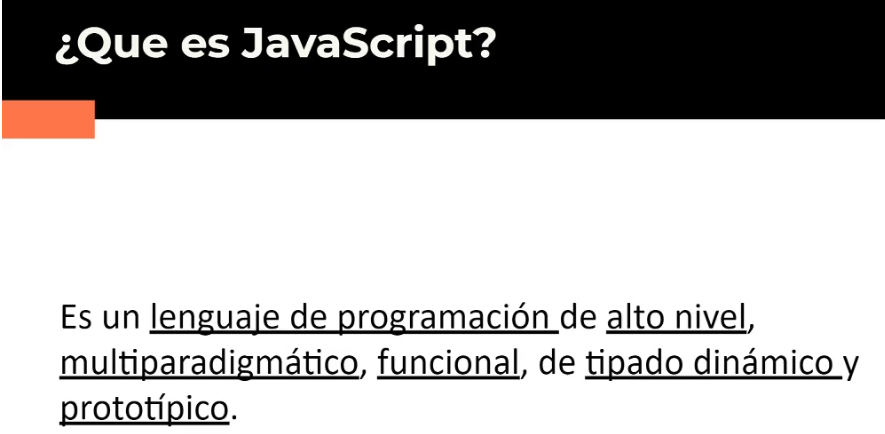 ¿Que es JavaScript?
Es un lenguaje de programación de alto nivel,
multiparadigmático, funcional, de tipado dinámico y
prototípico.